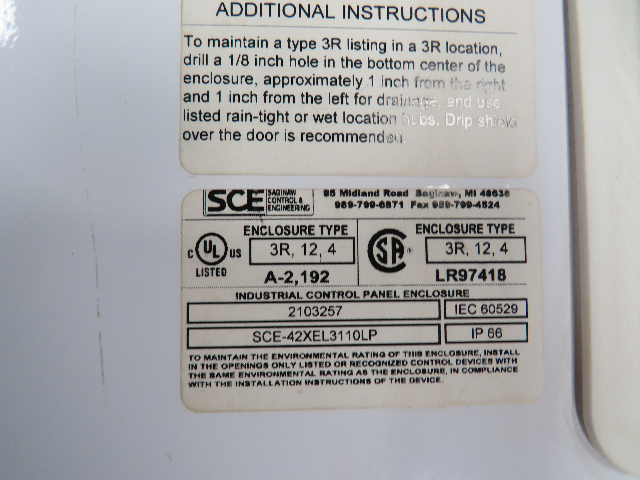 ADDITIONAL INSTRUCTIONS
To maintain a type 3R listing in a 3R location,
drill a 1/8 inch hole in the bottom center of the
enclosure, approximately 1 inch from the right
and 1 inch from the left for drainage, and use
listed rain-tight or wet location hubs. Drip shield
over the door is recommended
SCE SAGINAW CONTROL & ENGINEERING
95 Midland Road Saginaw, MI 48638
989-799-6871 Fax 989-799-4524
ENCLOSURE TYPE
C UL US LISTED
3R, 12, 4
A-2,192
SA
ENCLOSURE TYPE
3R, 12, 4
LR97418
INDUSTRIAL CONTROL PANEL ENCLOSURE
2103257 IEC 60529
SCE-42XEL3110LP IP 66
TO MAINTAIN THE ENVIRONMENTAL RATING OF THIS ENCLOSURE, INSTALL
IN THE OPENINGS ONLY LISTED OR RECOGNIZED CONTROL DEVICES WITH
THE SAME ENVIRONMENTAL RATING AS THE ENCLOSURE, IN COMPLIANCE
WITH THE INSTALLATION INSTRUCTIONS OF THE DEVICE.